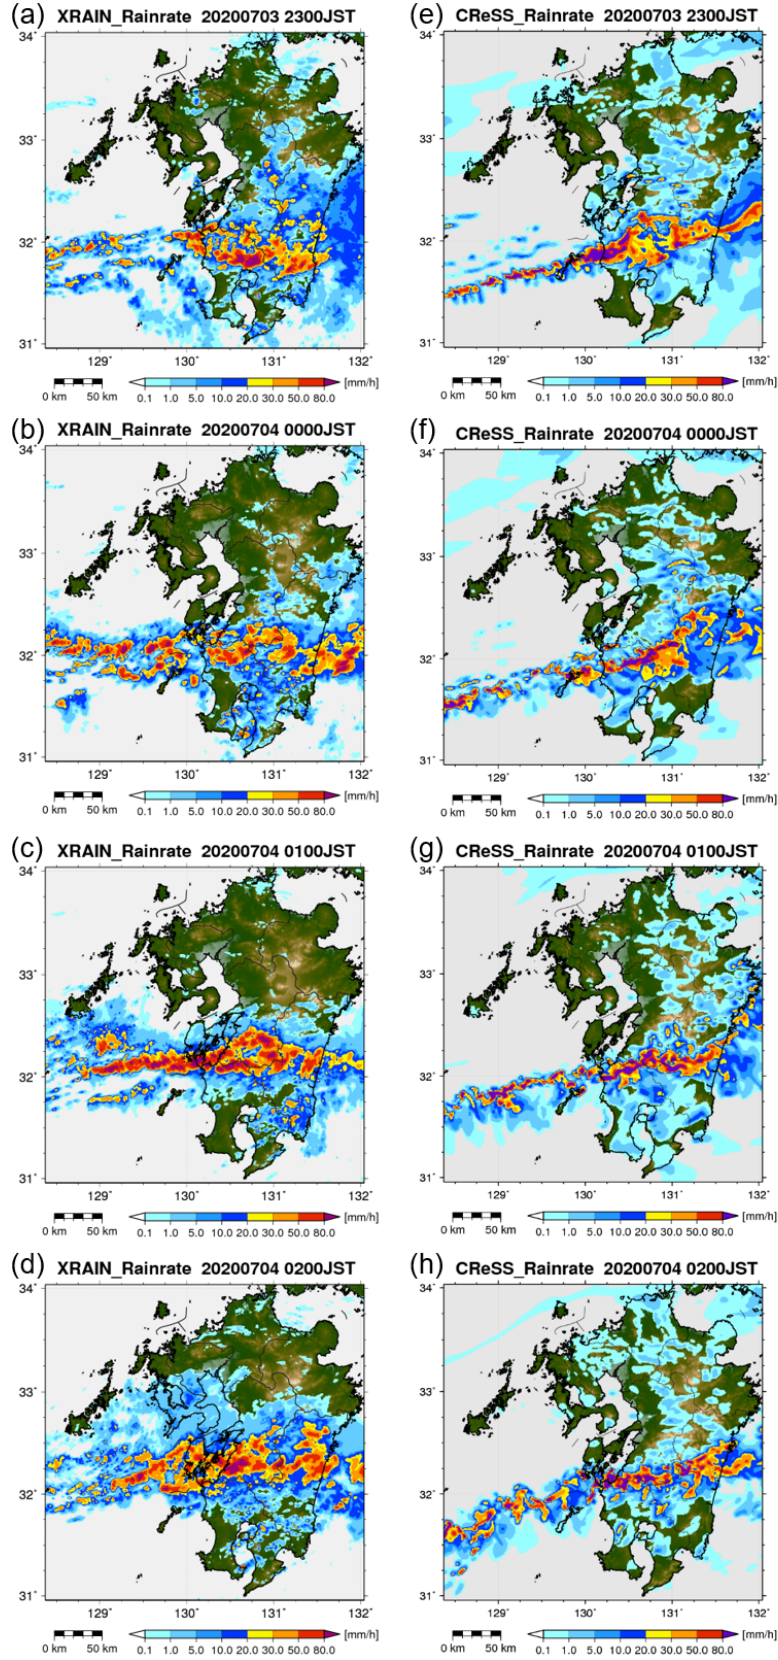 (a) XRAIN_Rainrate 20200703 2300JST
34°
33°
32°
31°
129° 130° 131° 132°
0 km 50 km
0.1 1.0 5.0 10.0 20.0 30.0 50.0 80.0 [mm/h]
(e) CReSS_Rainrate 20200703 2300JST
34°
33°
32°
31°
129° 130° 131° 132°
0 km 50 km
0.1 1.0 5.0 10.0 20.0 30.0 50.0 80.0 [mm/h]
(b) XRAIN_Rainrate 20200704 0000JST
34°
33°
32°
31°
129° 130° 131° 132°
0 km 50 km
0.1 1.0 5.0 10.0 20.0 30.0 50.0 80.0 [mm/h]
(f) CReSS_Rainrate 20200704 0000JST
34°
33°
32°
31°
129° 130° 131° 132°
0 km 50 km
0.1 1.0 5.0 10.0 20.0 30.0 50.0 80.0 [mm/h]
(c) XRAIN_Rainrate 20200704 0100JST
34°
33°
32°
31°
129° 130° 131° 132°
0 km 50 km
0.1 1.0 5.0 10.0 20.0 30.0 50.0 80.0 [mm/h]
(g) CReSS_Rainrate 20200704 0100JST
34°
33°
32°
31°
129° 130° 131° 132°
0 km 50 km
0.1 1.0 5.0 10.0 20.0 30.0 50.0 80.0 [mm/h]
(d) XRAIN_Rainrate 20200704 0200JST
34°
33°
32°
31°
129° 130° 131° 132°
0 km 50 km
0.1 1.0 5.0 10.0 20.0 30.0 50.0 80.0 [mm/h]
(h) CReSS_Rainrate 20200704 0200JST
34°
33°
32°
31°
129° 130° 131° 132°
0 km 50 km
0.1 1.0 5.0 10.0 20.0 30.0 50.0 80.0 [mm/h]